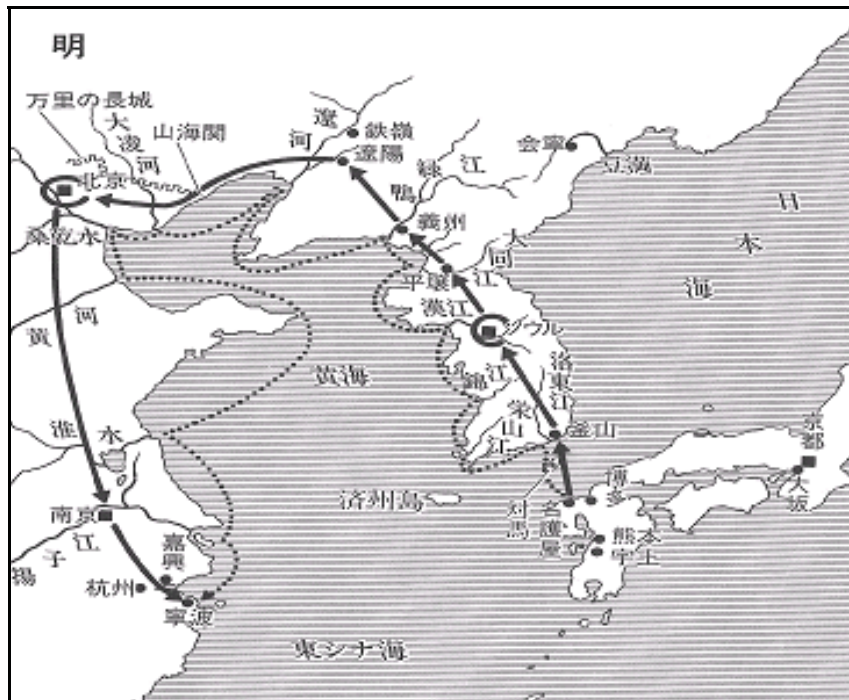 明
万里の長城
大凌河
山海関
遼河
鉄嶺
遼陽
会寧
豆満
鴨緑江
北京
義州
桑乾水
大同江
平壌
漢江
ソウル
日本海
黄河
黄海
錦江
洛東江
栄山江
釜山
淮水
済州島
対馬
名護屋
博多
京都
大阪
熊本
宇土
南京
揚子江
嘉興
杭州
寧波
東シナ海